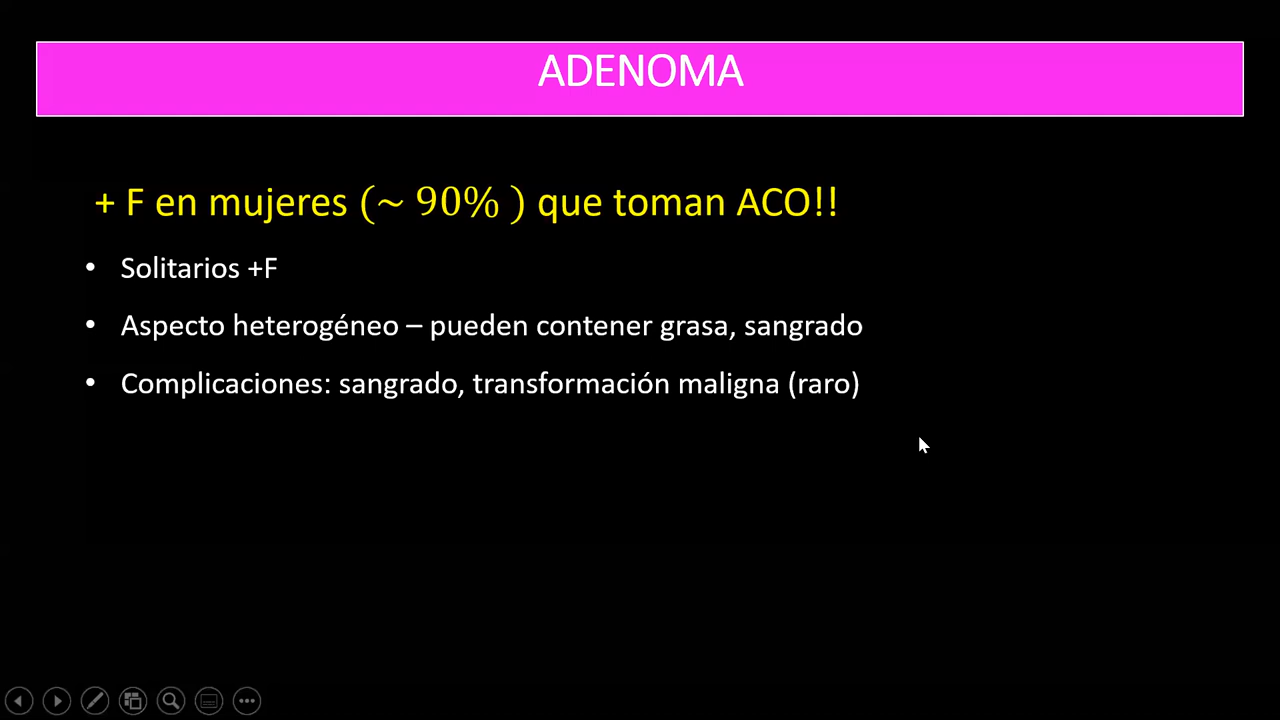 ADENOMA
+ F en mujeres (~ 90% ) que toman ACO!!
• Solitarios +F
• Aspecto heterogéneo – pueden contener grasa, sangrado
• Complicaciones: sangrado, transformación maligna (raro)